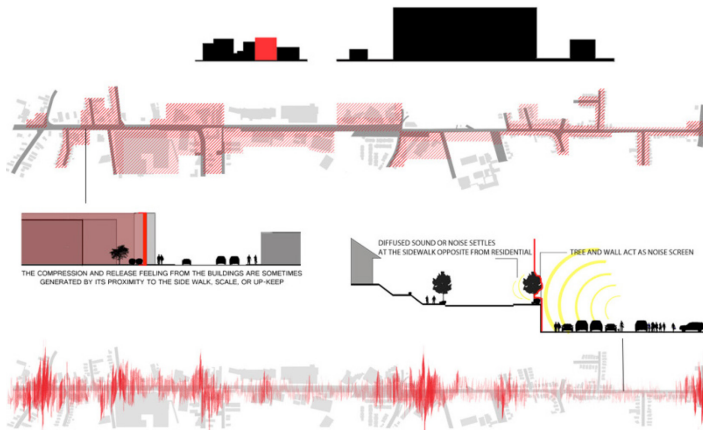 DIFFUSED SOUND OR NOISE SETTLES
AT THE SIDEWALK OPPOSITE FROM RESIDENTIAL
TREE AND WALL ACT AS NOISE SCREEN
THE COMPRESSION AND RELEASE FEELING FROM THE BUILDINGS ARE SOMETIMES
GENERATED BY ITS PROXIMITY TO THE SIDE WALK, SCALE, OR UP-KEEP